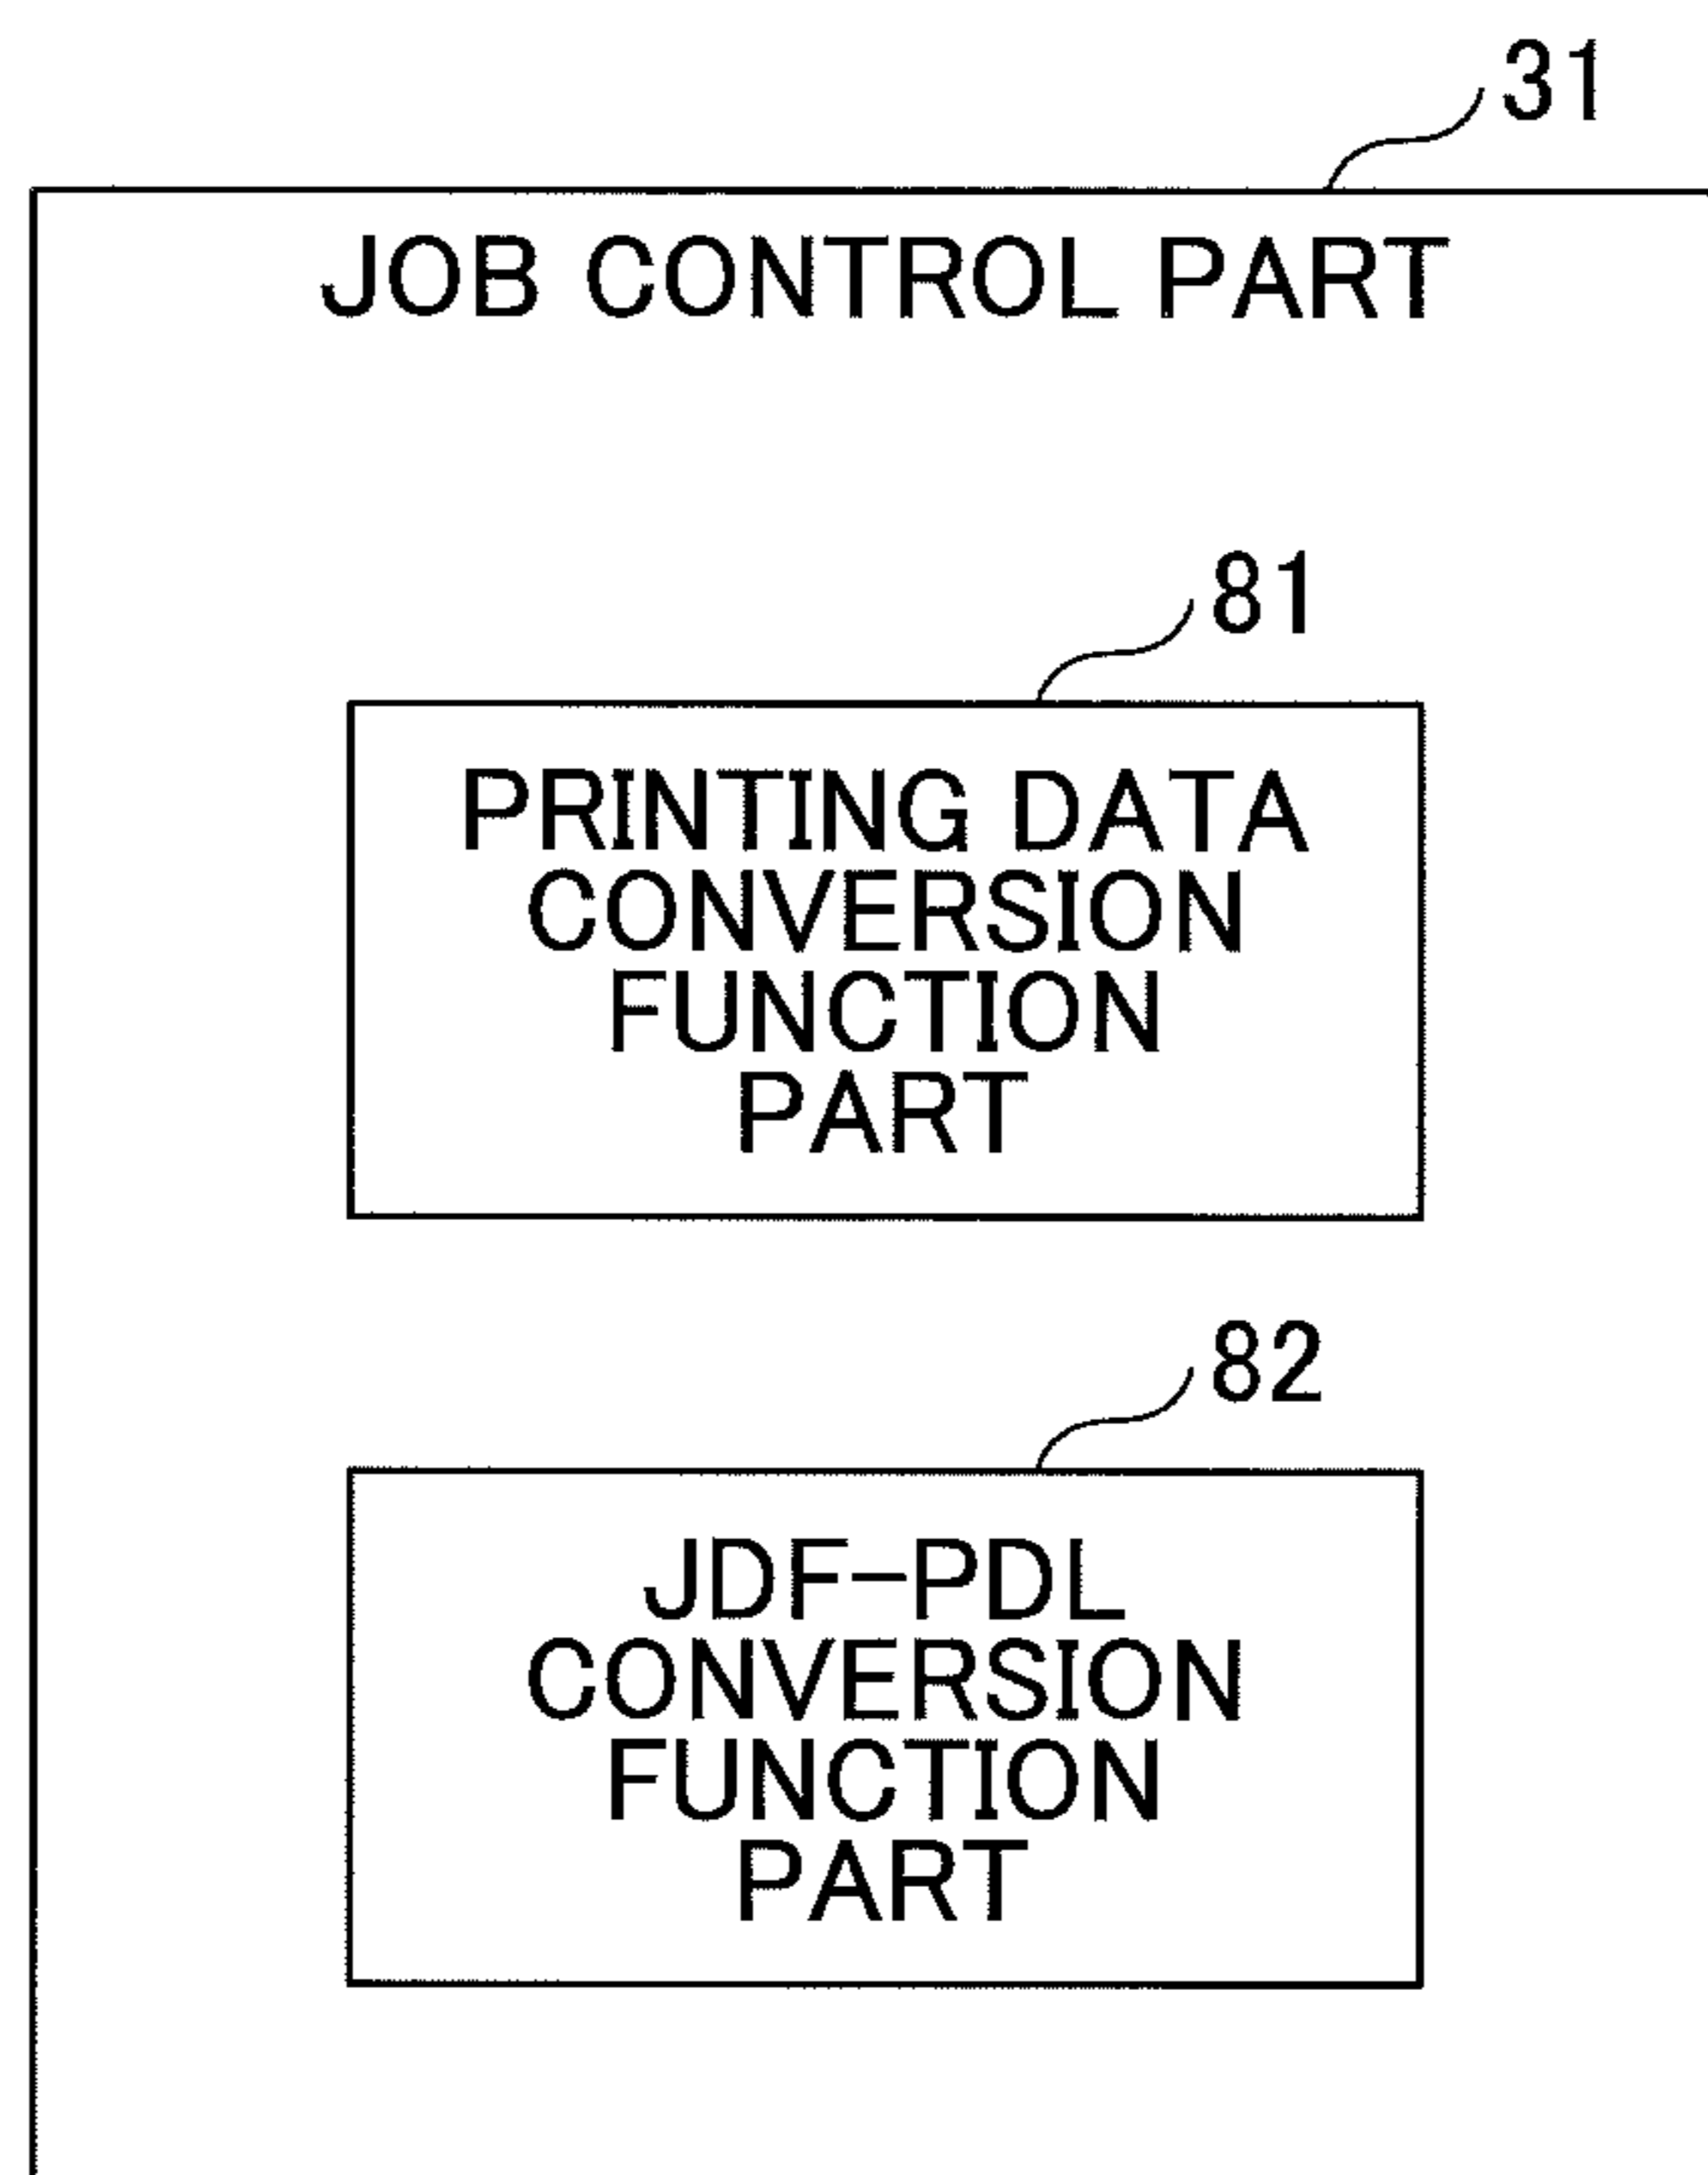 31
JOB CONTROL PART
81
PRINTING DATA
CONVERSION
FUNCTION
PART
82
JDF-PDL
CONVERSION
FUNCTION
PART